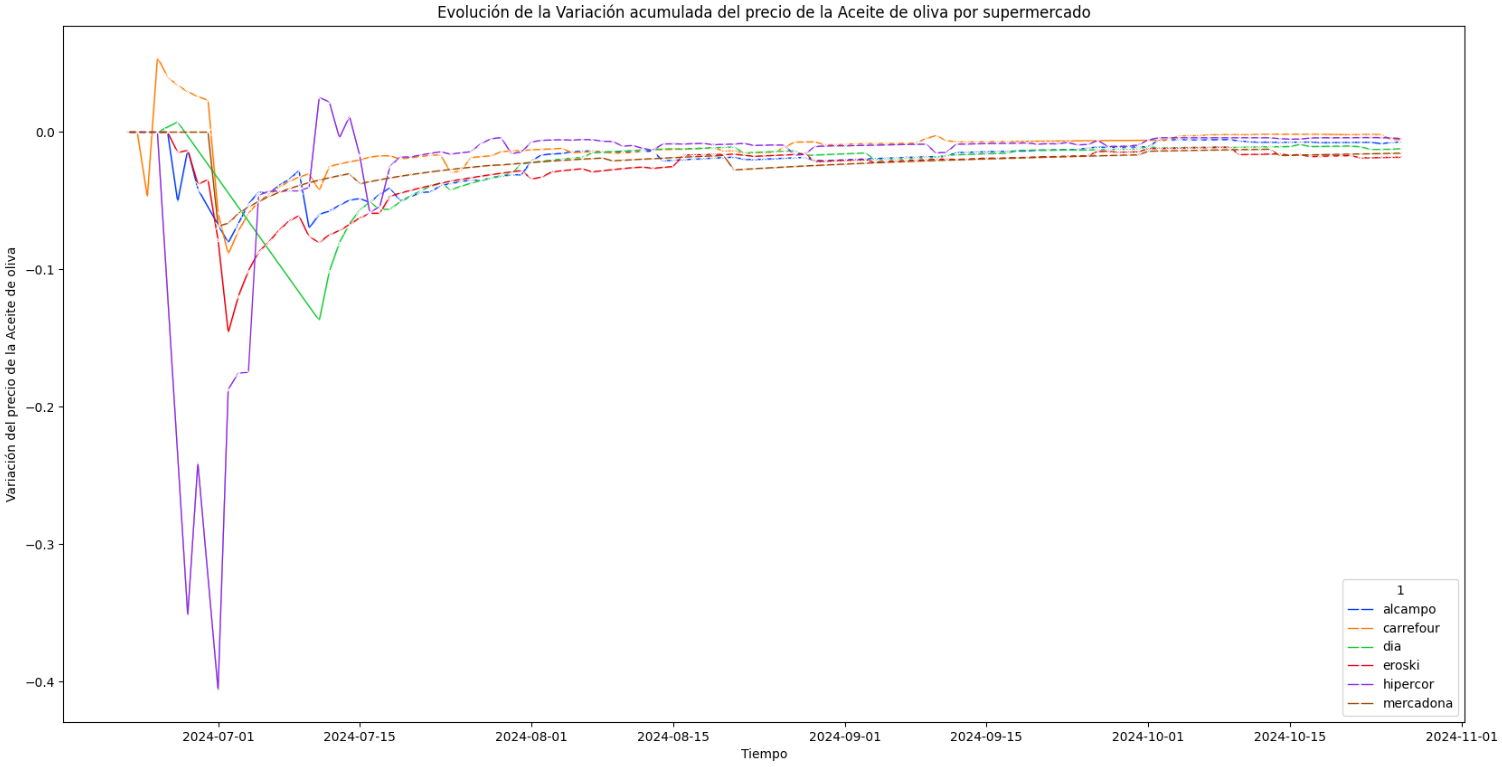 Evolución de la Variación acumulada del precio de la Aceite de oliva por supermercado
Variación del precio de la Aceite de oliva
0.0
−0.1
−0.2
−0.3
−0.4
1
alcampo
carrefour
dia
eroski
hipercor
mercadona
2024-07-01
2024-07-15
2024-08-01
2024-08-15
2024-09-01
2024-09-15
2024-10-01
2024-10-15
2024-11-01
Tiempo